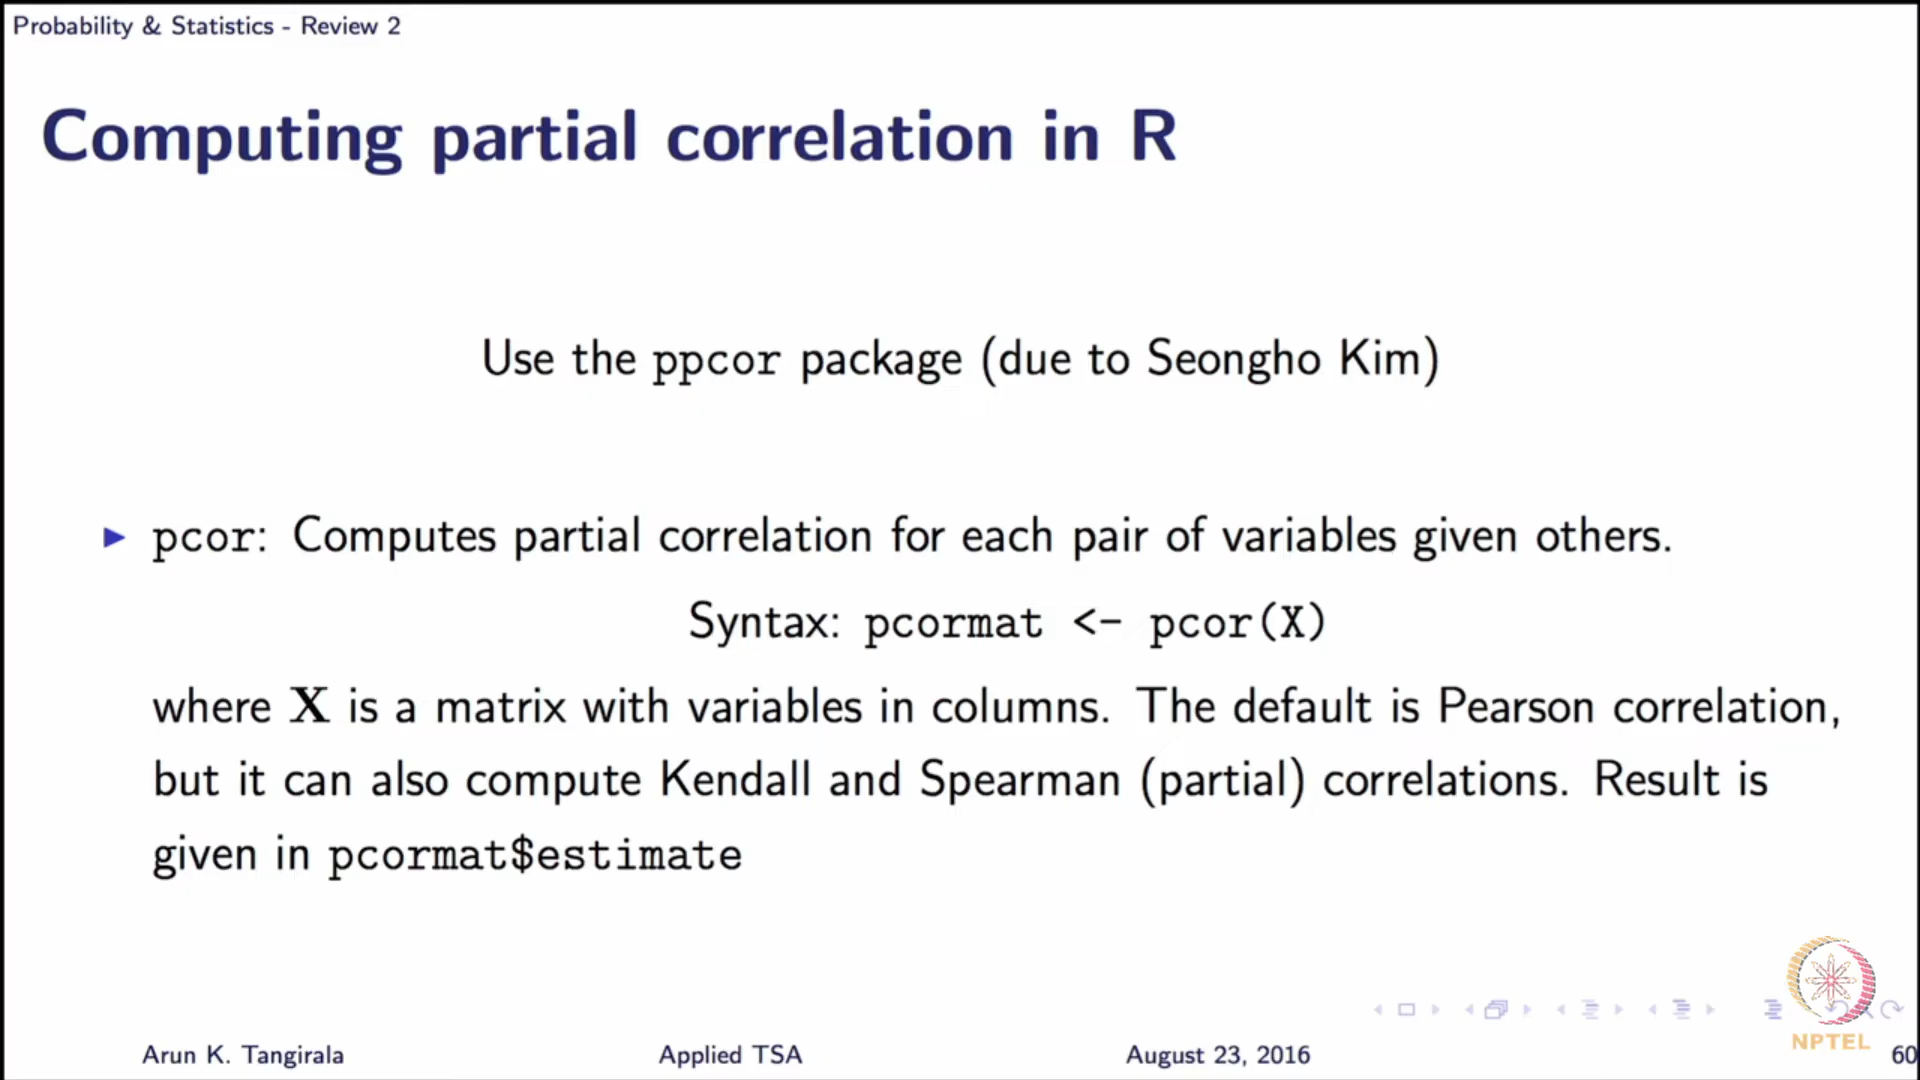 Probability & Statistics - Review 2
Computing partial correlation in R
Use the ppcor package (due to Seongho Kim)
▶ pcor: Computes partial correlation for each pair of variables given others.
Syntax: pcormat <- pcor(X)
where X is a matrix with variables in columns. The default is Pearson correlation,
but it can also compute Kendall and Spearman (partial) correlations. Result is
given in pcormat$estimate
NPTEL
Arun K. Tangirala Applied TSA August 23, 2016 60